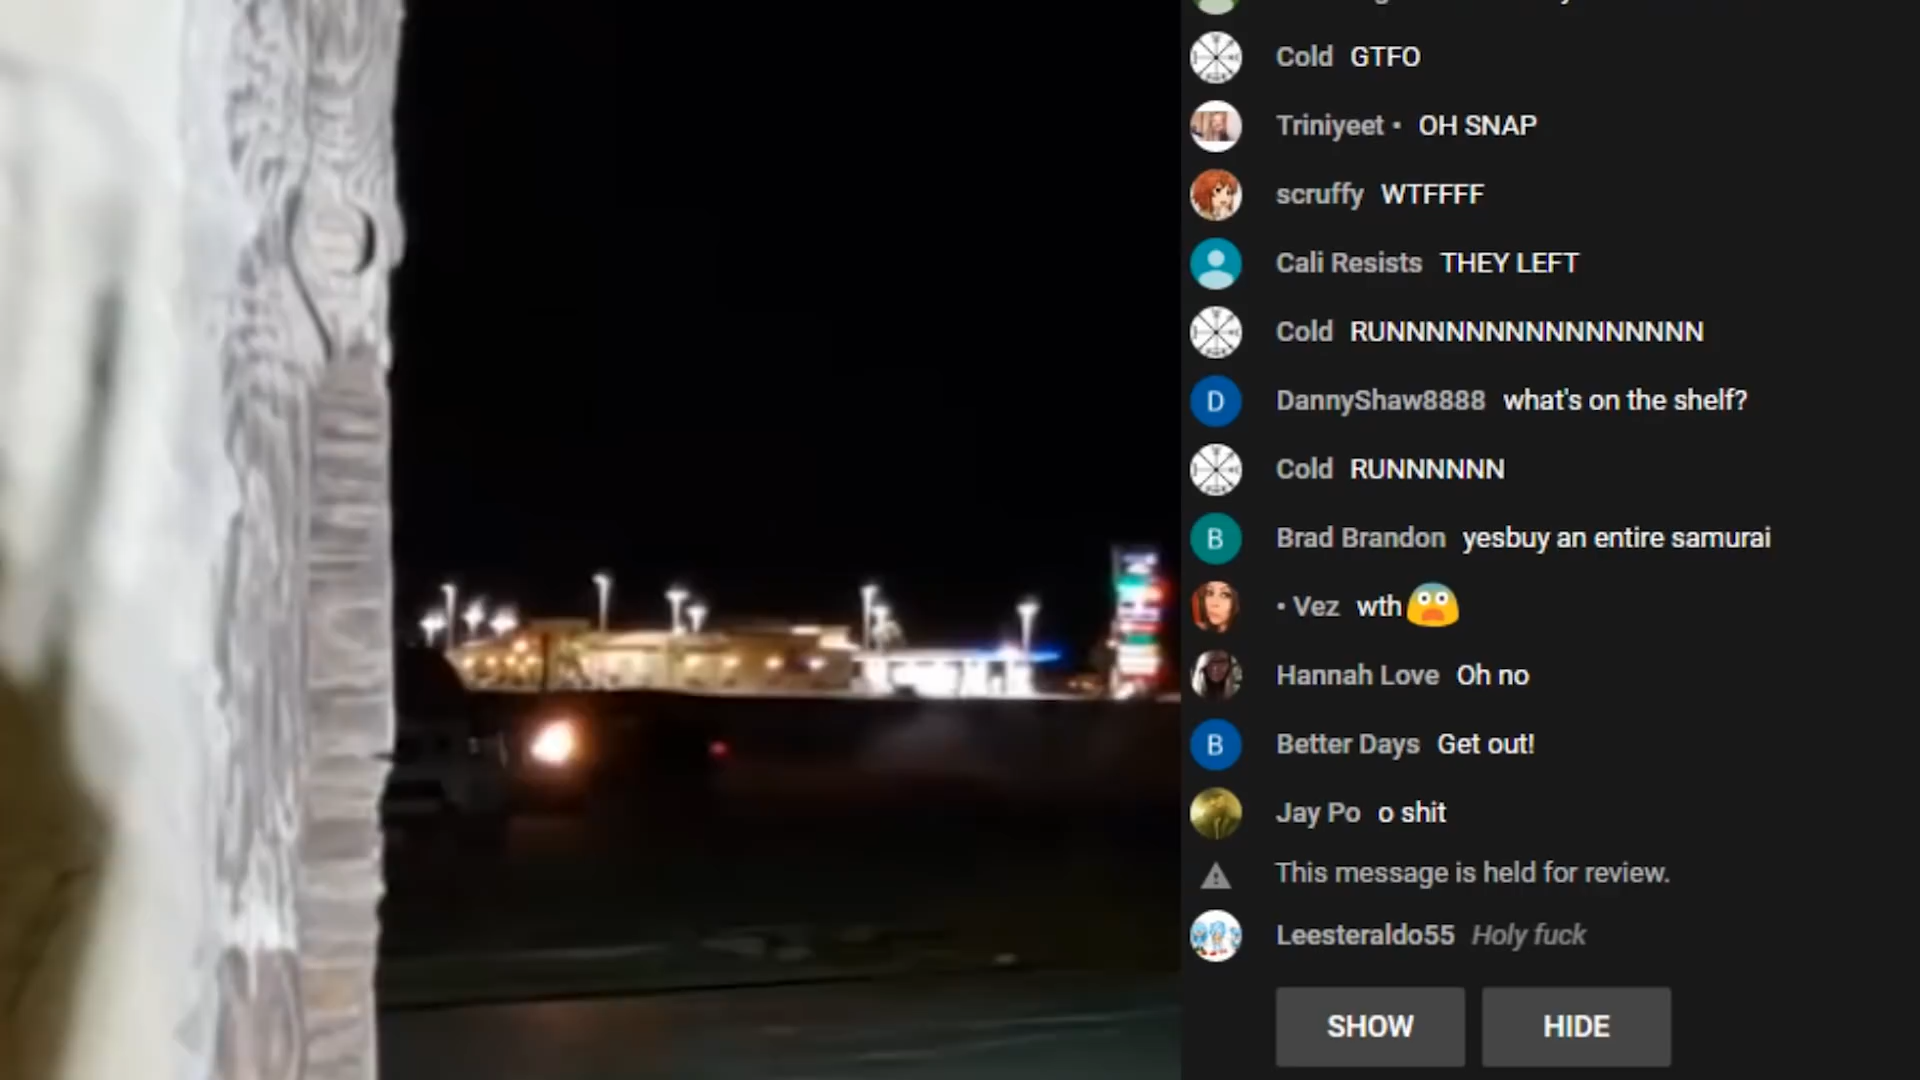 Cold GTFO
Triniyeet • OH SNAP
scruffy WTFFFF
Cali Resists THEY LEFT
Cold RUNNNNNNNNNNNNNNNN
DannyShaw8888 what's on the shelf?
Cold RUNNNNNN
B Brad Brandon yesbuy an entire samurai
• Vez wth😨
Hannah Love Oh no
B Better Days Get out!
Jay Po o shit
This message is held for review.
Leesteraldo55 Holy fuck
SHOW HIDE